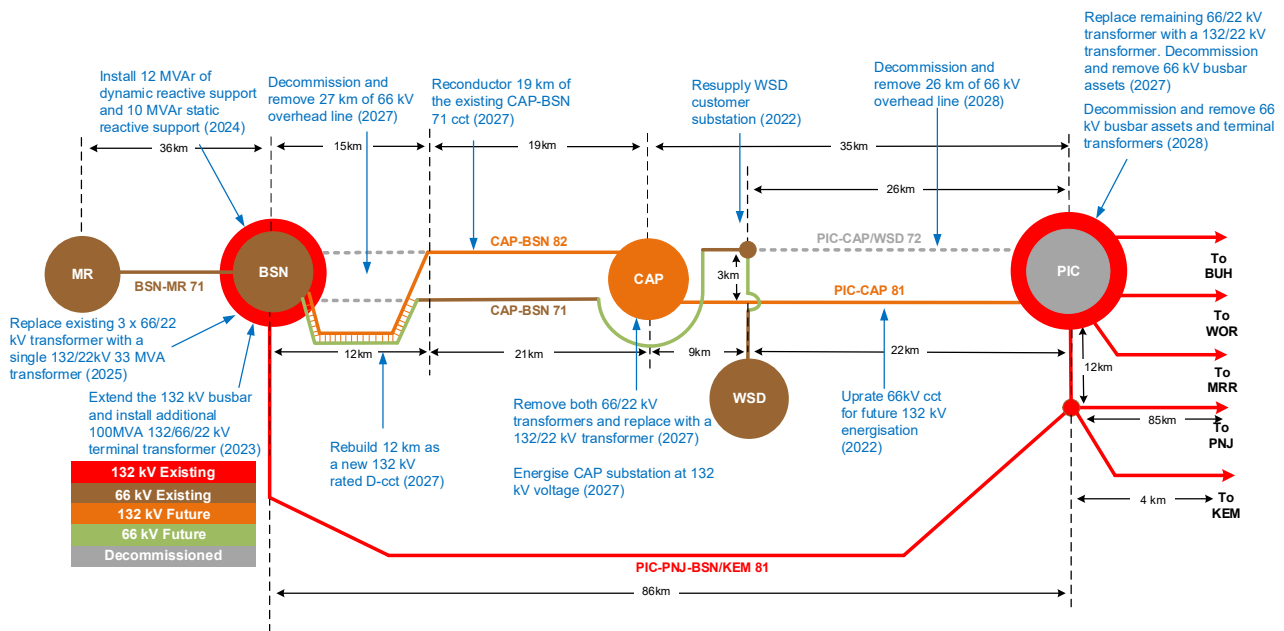 Replace remaining 66/22 kV
transformer with a 132/22 kV
transformer. Decommission
and remove 66 kV busbar
assets (2027)
Decommission and remove 66
kV busbar assets and terminal
transformers (2028)
Install 12 MVAr of
dynamic reactive support
and 10 MVAr static
reactive support (2024)
Decommission and
remove 27 km of 66 kV
overhead line (2027)
Reconductor 19 km of
the existing CAP-BSN
71 cct (2027)
Resupply WSD
customer
substation (2022)
Decommission and
remove 26 km of 66 kV
overhead line (2028)
36km
15km
19km
35km
26km
CAP-BSN 82
PIC-CAP/WSD 72
MR
BSN
CAP
PIC
BSN-MR 71
3km
PIC-CAP 81
CAP-BSN 71
To
BUH
To
WOR
To
MRR
To
PNJ
To
KEM
Replace existing 3 x 66/22
kV transformer with a
single 132/22kV 33 MVA
transformer (2025)
12km
21km
9km
22km
12km
WSD
85km
4 km
Extend the 132 kV busbar
and install additional
100MVA 132/66/22 kV
terminal transformer (2023)
Rebuild 12 km as
a new 132 kV
rated D-cct (2027)
Remove both 66/22 kV
transformers and replace with a
132/22 kV transformer (2027)
Energise CAP substation at 132
kV voltage (2027)
Uprate 66kV cct
for future 132 kV
energisation
(2022)
132 kV Existing
66 kV Existing
132 kV Future
66 kV Future
Decommissioned
PIC-PNJ-BSN/KEM 81
86km